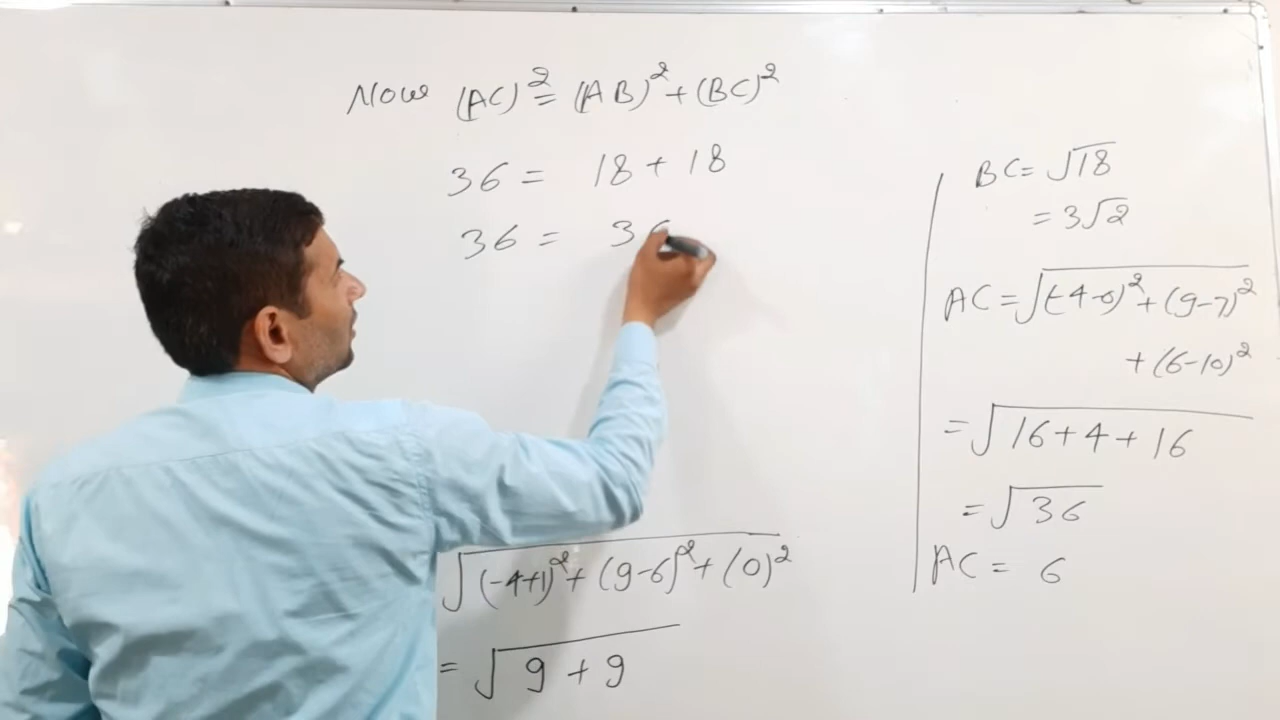 Now (AC)² = (AB)² + (BC)²
36 = 18 + 18
36 = 36
√(-4+1)² + (9-6)² + (0)²
= √9 + 9
BC = √18
= 3√2
AC = √(-4-0)² + (9-7)²
+ (6-10)²
= √16 + 4 + 16
= √36
AC = 6